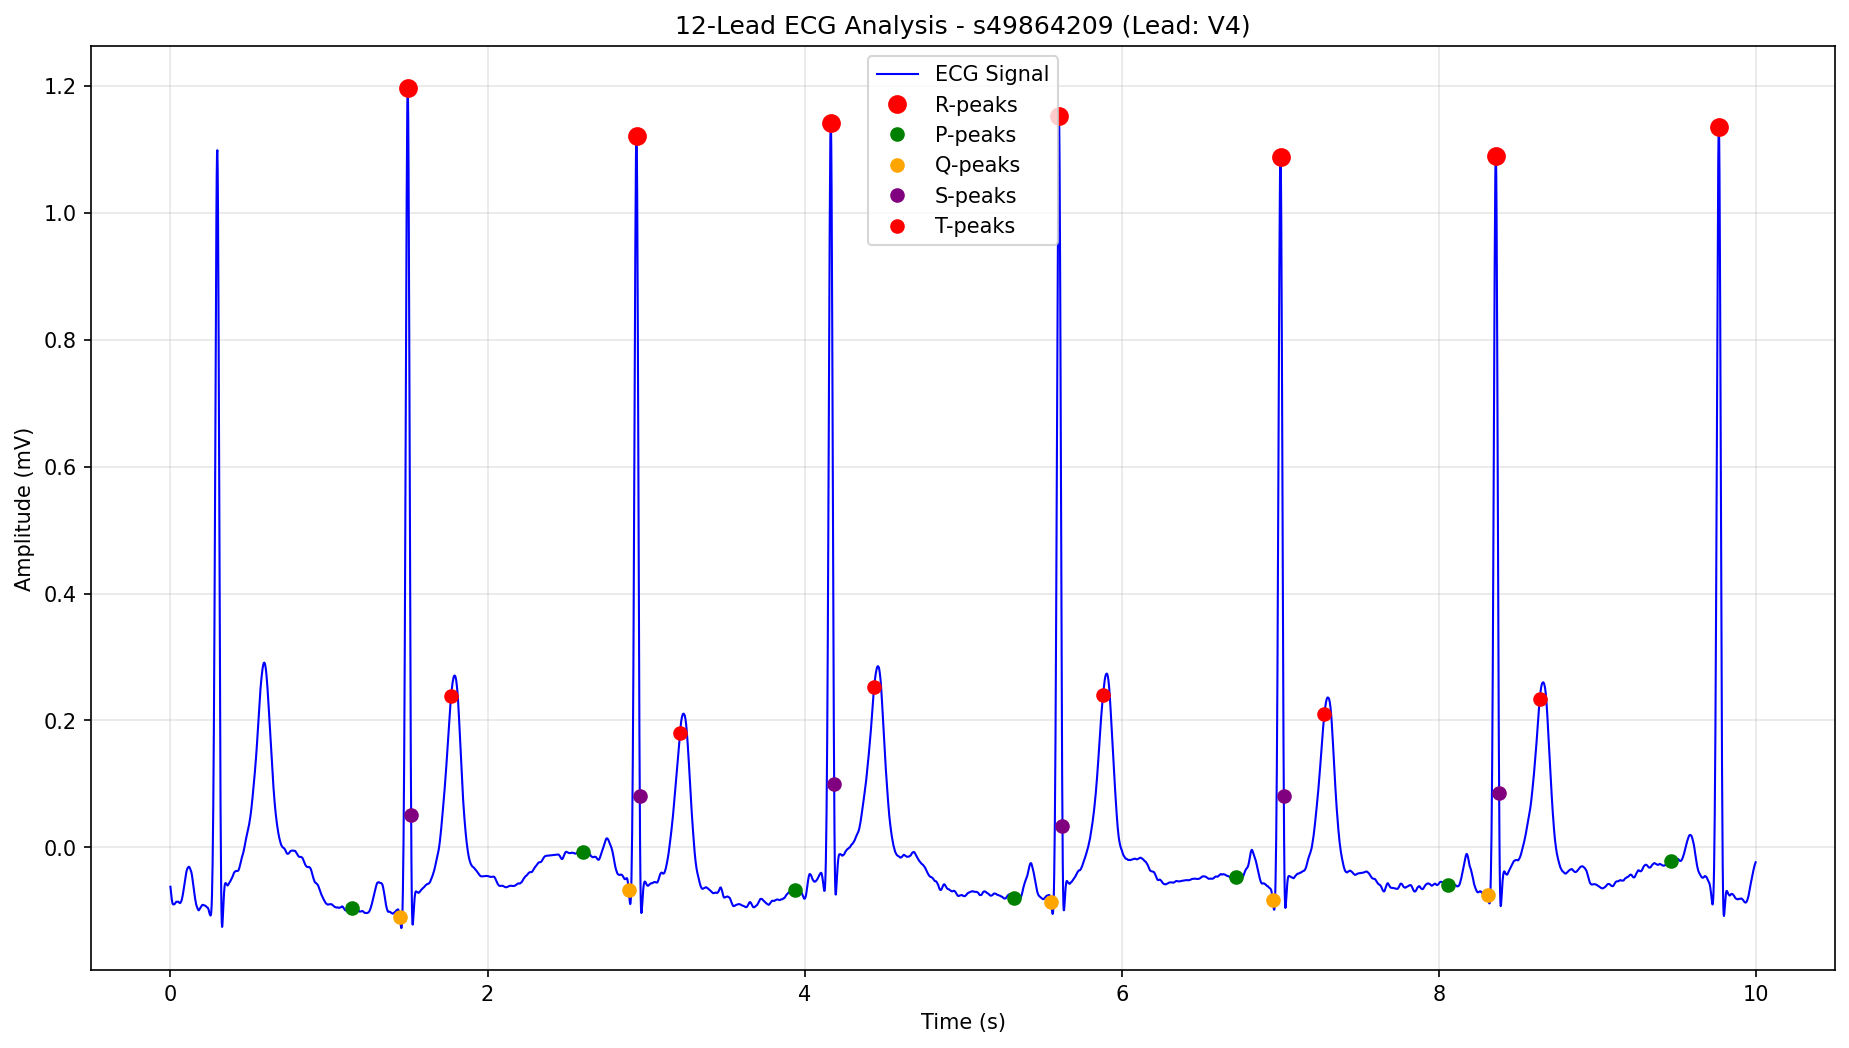 12-Lead ECG Analysis - s49864209 (Lead: V4)
ECG Signal
R-peaks
P-peaks
Q-peaks
S-peaks
T-peaks
Amplitude (mV)
1.2
1.0
0.8
0.6
0.4
0.2
0.0
0 2 4 6 8 10
Time (s)